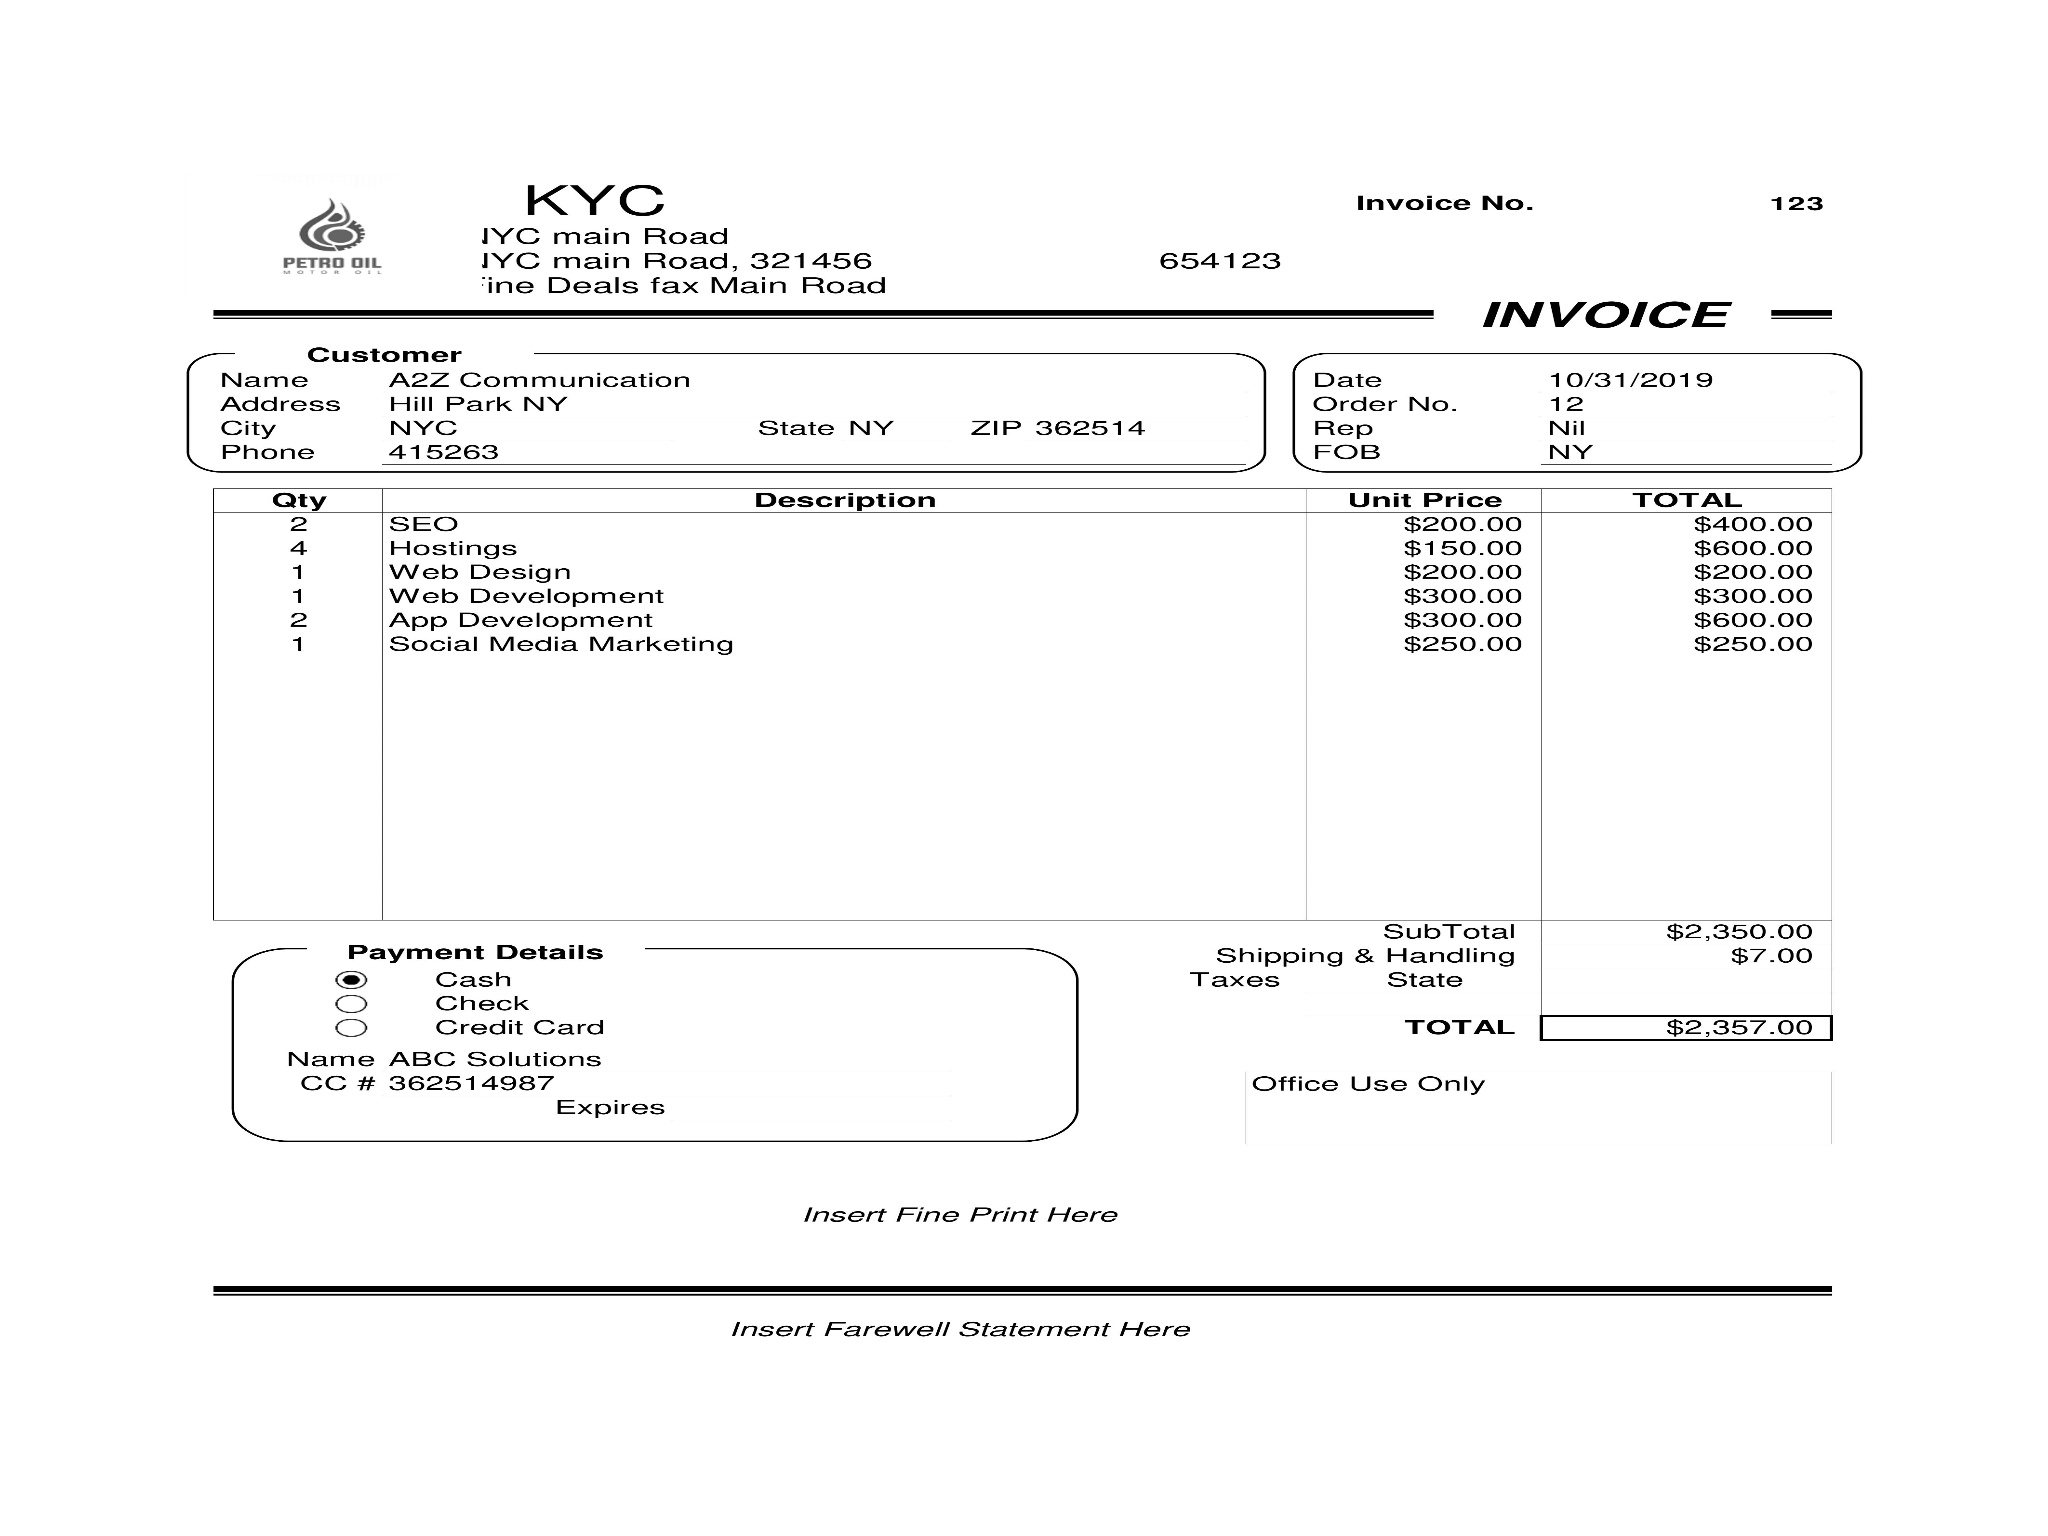 KYC
Invoice No. 123
PETRO OIL
MOTOR OIL
NYC main Road
NYC main Road, 321456 654123
Fine Deals fax Main Road
INVOICE
Customer
Name A2Z Communication
Address Hill Park NY
City NYC State NY ZIP 362514
Phone 415263
Date 10/31/2019
Order No. 12
Rep Nil
FOB NY
Qty Description Unit Price TOTAL
2 SEO $200.00 $400.00
4 Hostings $150.00 $600.00
1 Web Design $200.00 $200.00
1 Web Development $300.00 $300.00
2 App Development $300.00 $600.00
1 Social Media Marketing $250.00 $250.00
SubTotal $2,350.00
Shipping & Handling $7.00
Taxes State
TOTAL $2,357.00
Payment Details
Cash
Check
Credit Card
Name ABC Solutions
CC # 362514987
Expires
Office Use Only
Insert Fine Print Here
Insert Farewell Statement Here